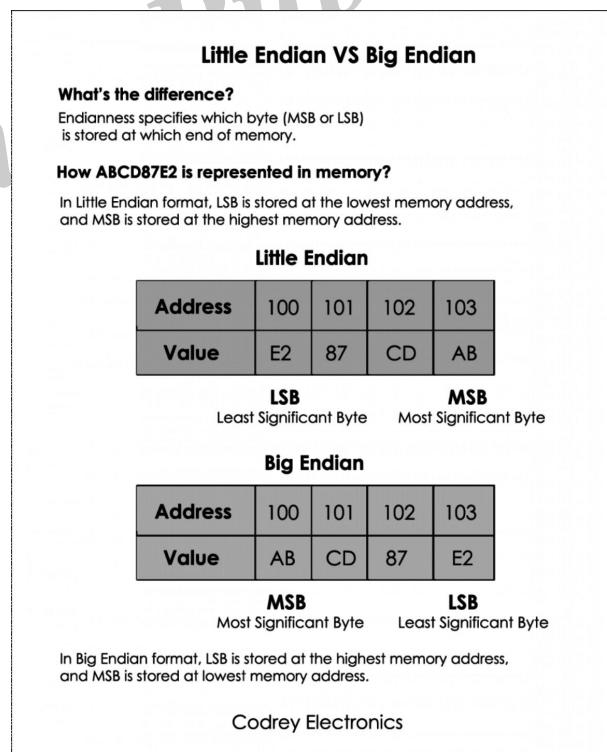 Little Endian VS Big Endian
What's the difference?
Endianness specifies which byte (MSB or LSB)
is stored at which end of memory.
How ABCD87E2 is represented in memory?
In Little Endian format, LSB is stored at the lowest memory address,
and MSB is stored at the highest memory address.
Little Endian
Address 100 101 102 103
Value E2 87 CD AB
LSB MSB
Least Significant Byte Most Significant Byte
Big Endian
Address 100 101 102 103
Value AB CD 87 E2
MSB LSB
Most Significant Byte Least Significant Byte
In Big Endian format, LSB is stored at the highest memory address,
and MSB is stored at lowest memory address.
Codrey Electronics